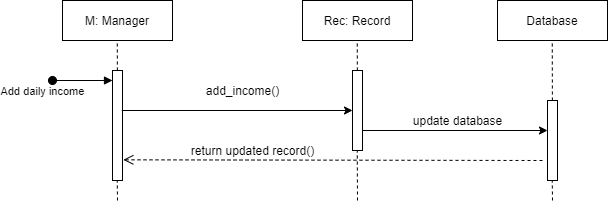 M: Manager
Rec: Record
Database
Add daily income
add_income()
update database
return updated record()